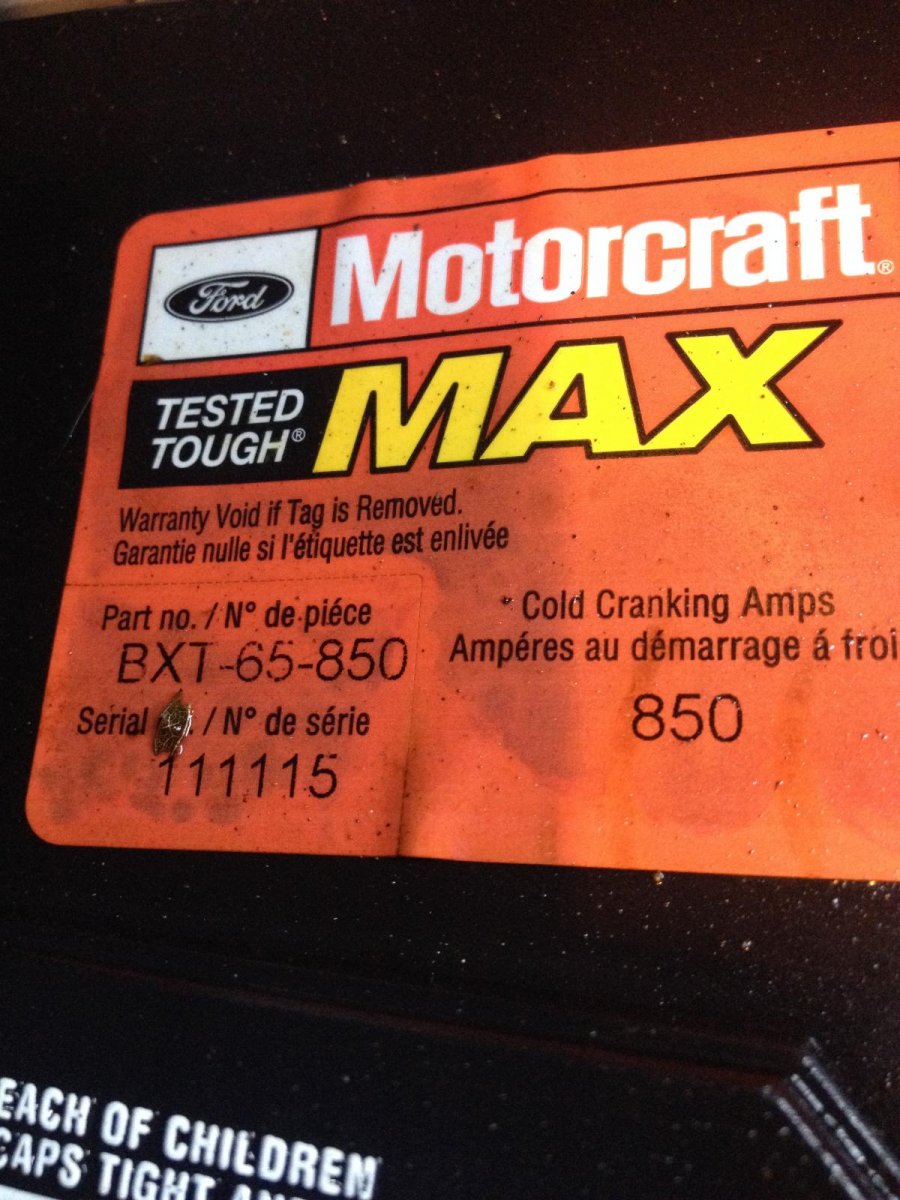 Ford
Motorcraft®
TESTED
TOUGH®
MAX
Warranty Void if Tag is Removed.
Garantie nulle si l'étiquette est enlivée
Part no. / N° de piéce
BXT-65-850
Serial / N° de série
111115
Cold Cranking Amps
Ampéres au démarrage á froi
850
EACH OF CHILDREN
CAPS TIGHT AN